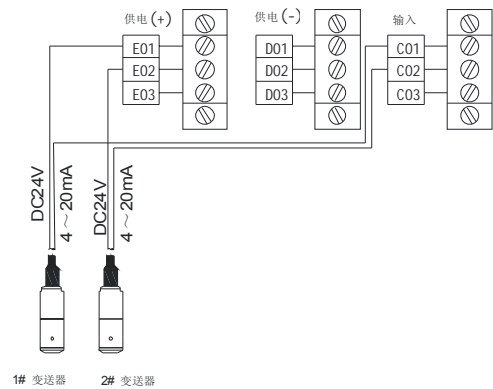 供电(+)
供电(-)
输入
E01
D01
C01
E02
D02
C02
E03
D03
C03
DC24V
4～20mA
DC24V
4～20mA
1# 变送器
2# 变送器